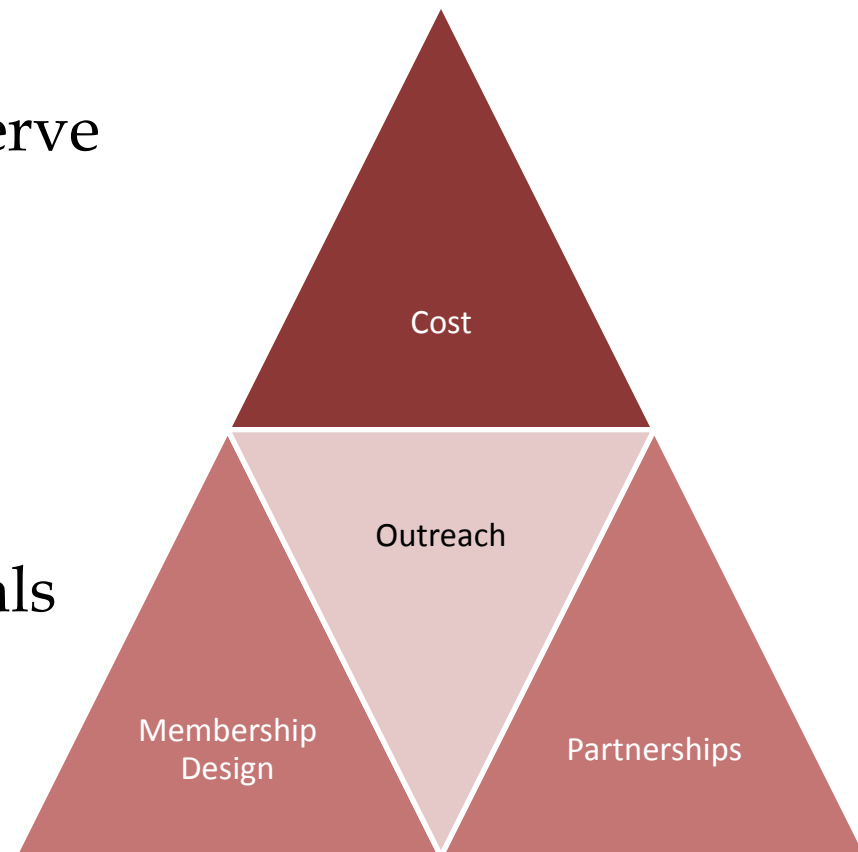 erve
Cost
Outreach
als
Membership
Design
Partnerships